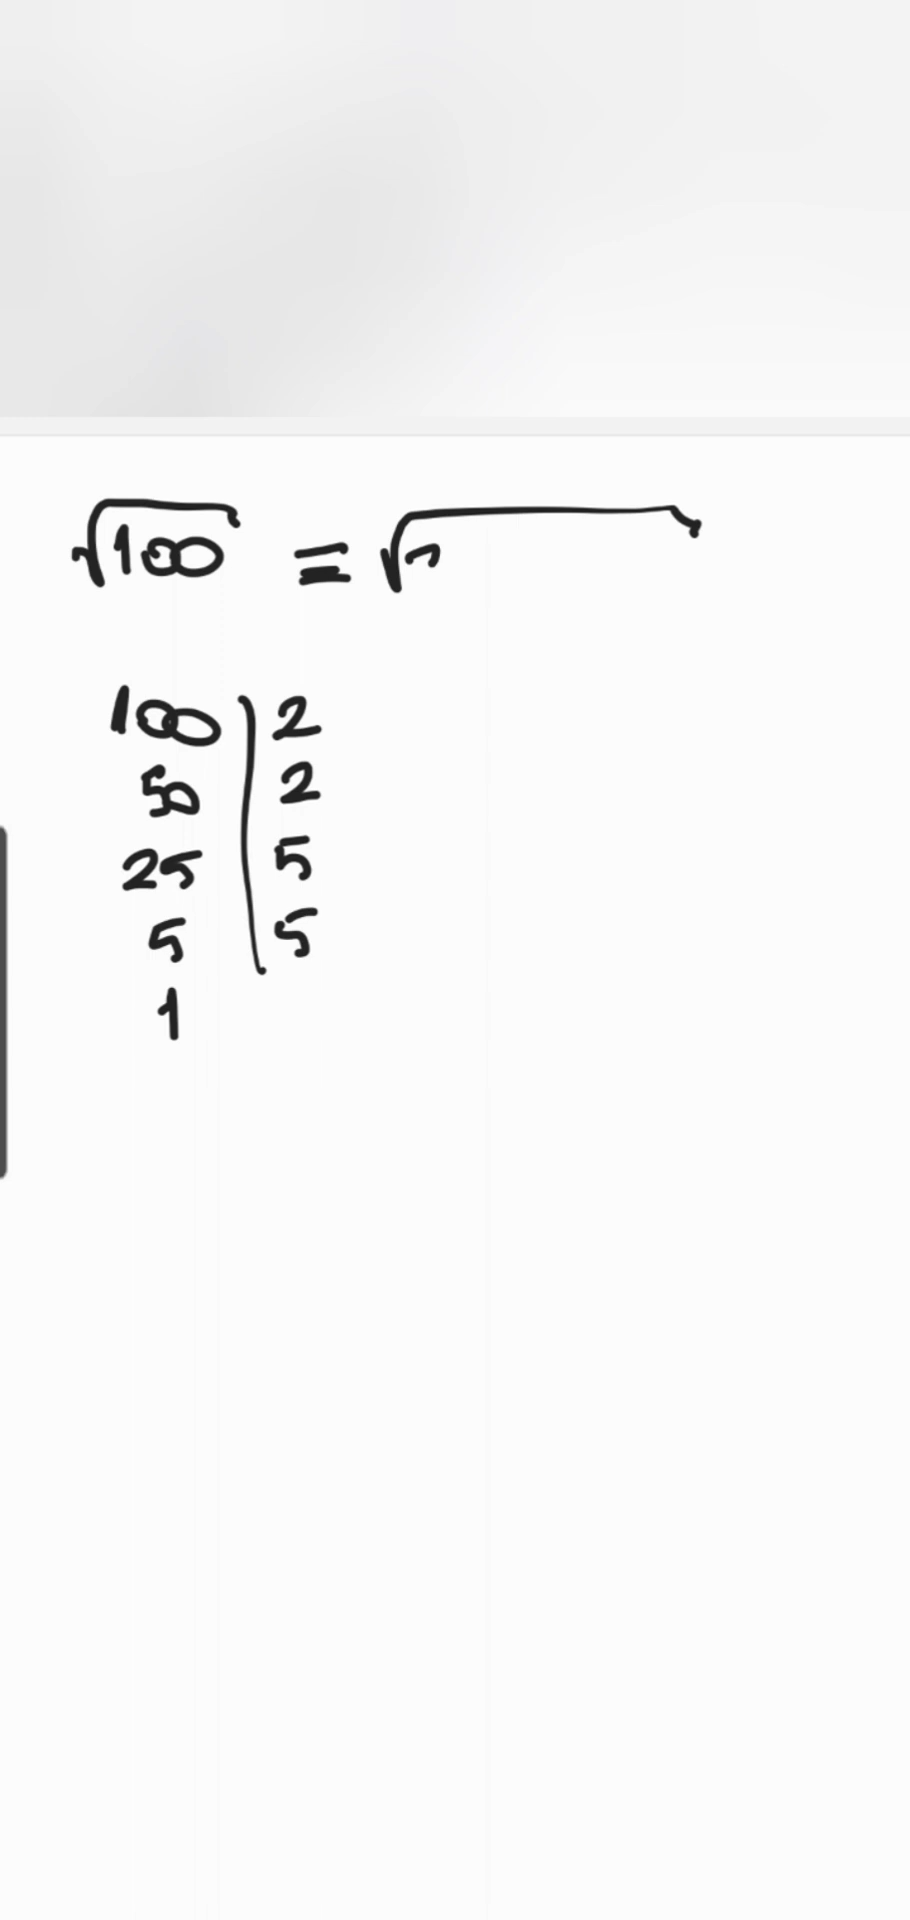 √100 = √
100 | 2
50 | 2
25 | 5
5 | 5
1